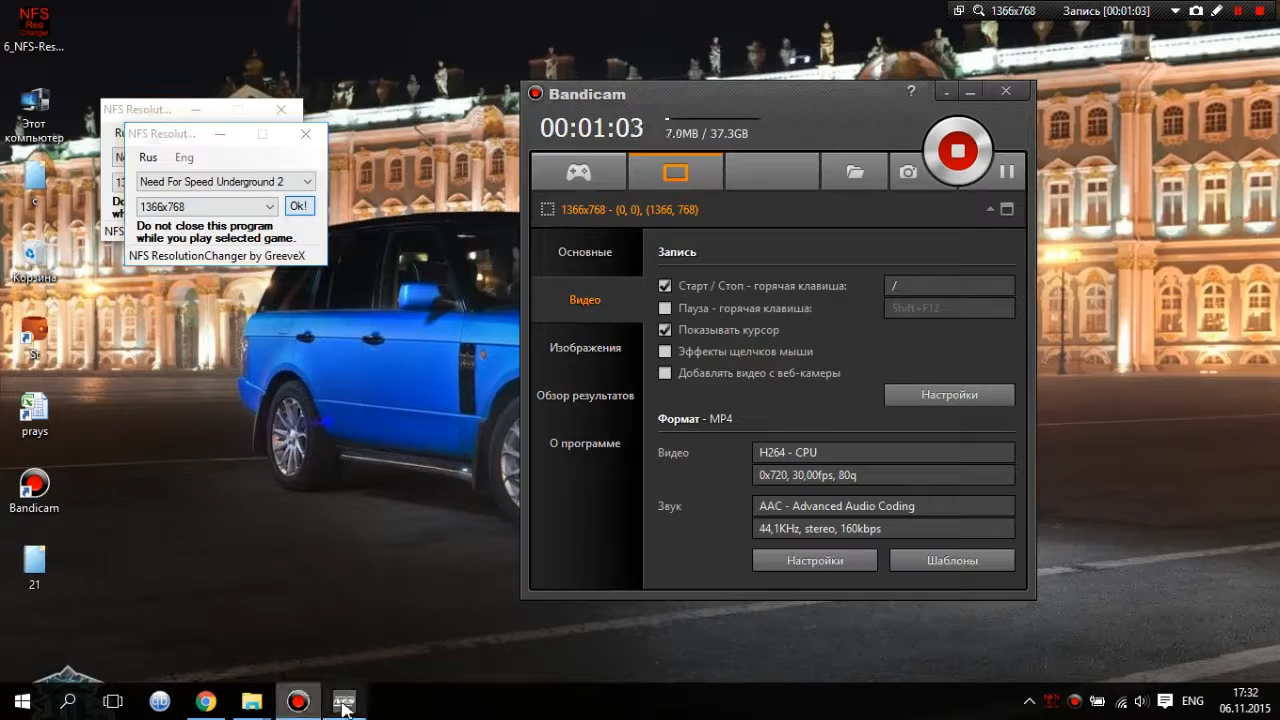 1366x768
Запись [00:01:03]
NFS
Res
Changer
6_NFS-Res...
Этот
компьютер
c
Корзина
St
prays
Bandicam
21
NFS Resolut...
NFS Resolut...
Rus
Eng
Need For Speed Underground 2
1366x768
Ok!
Do not close this program
while you play selected game.
NFS ResolutionChanger by GreeveX
Bandicam
?
00:01:03
7.0MB / 37.3GB
1366x768 - (0, 0), (1366, 768)
Основные
Видео
Изображения
Обзор результатов
О программе
Запись
Старт / Стоп - горячая клавиша:
/
Пауза - горячая клавиша:
Shift+F12
Показывать курсор
Эффекты щелчков мыши
Добавлять видео с веб-камеры
Настройки
Формат - MP4
Видео
H264 - CPU
0x720, 30,00fps, 80q
Звук
AAC - Advanced Audio Coding
44,1KHz, stereo, 160kbps
Настройки
Шаблоны
ENG
17:32
06.11.2015